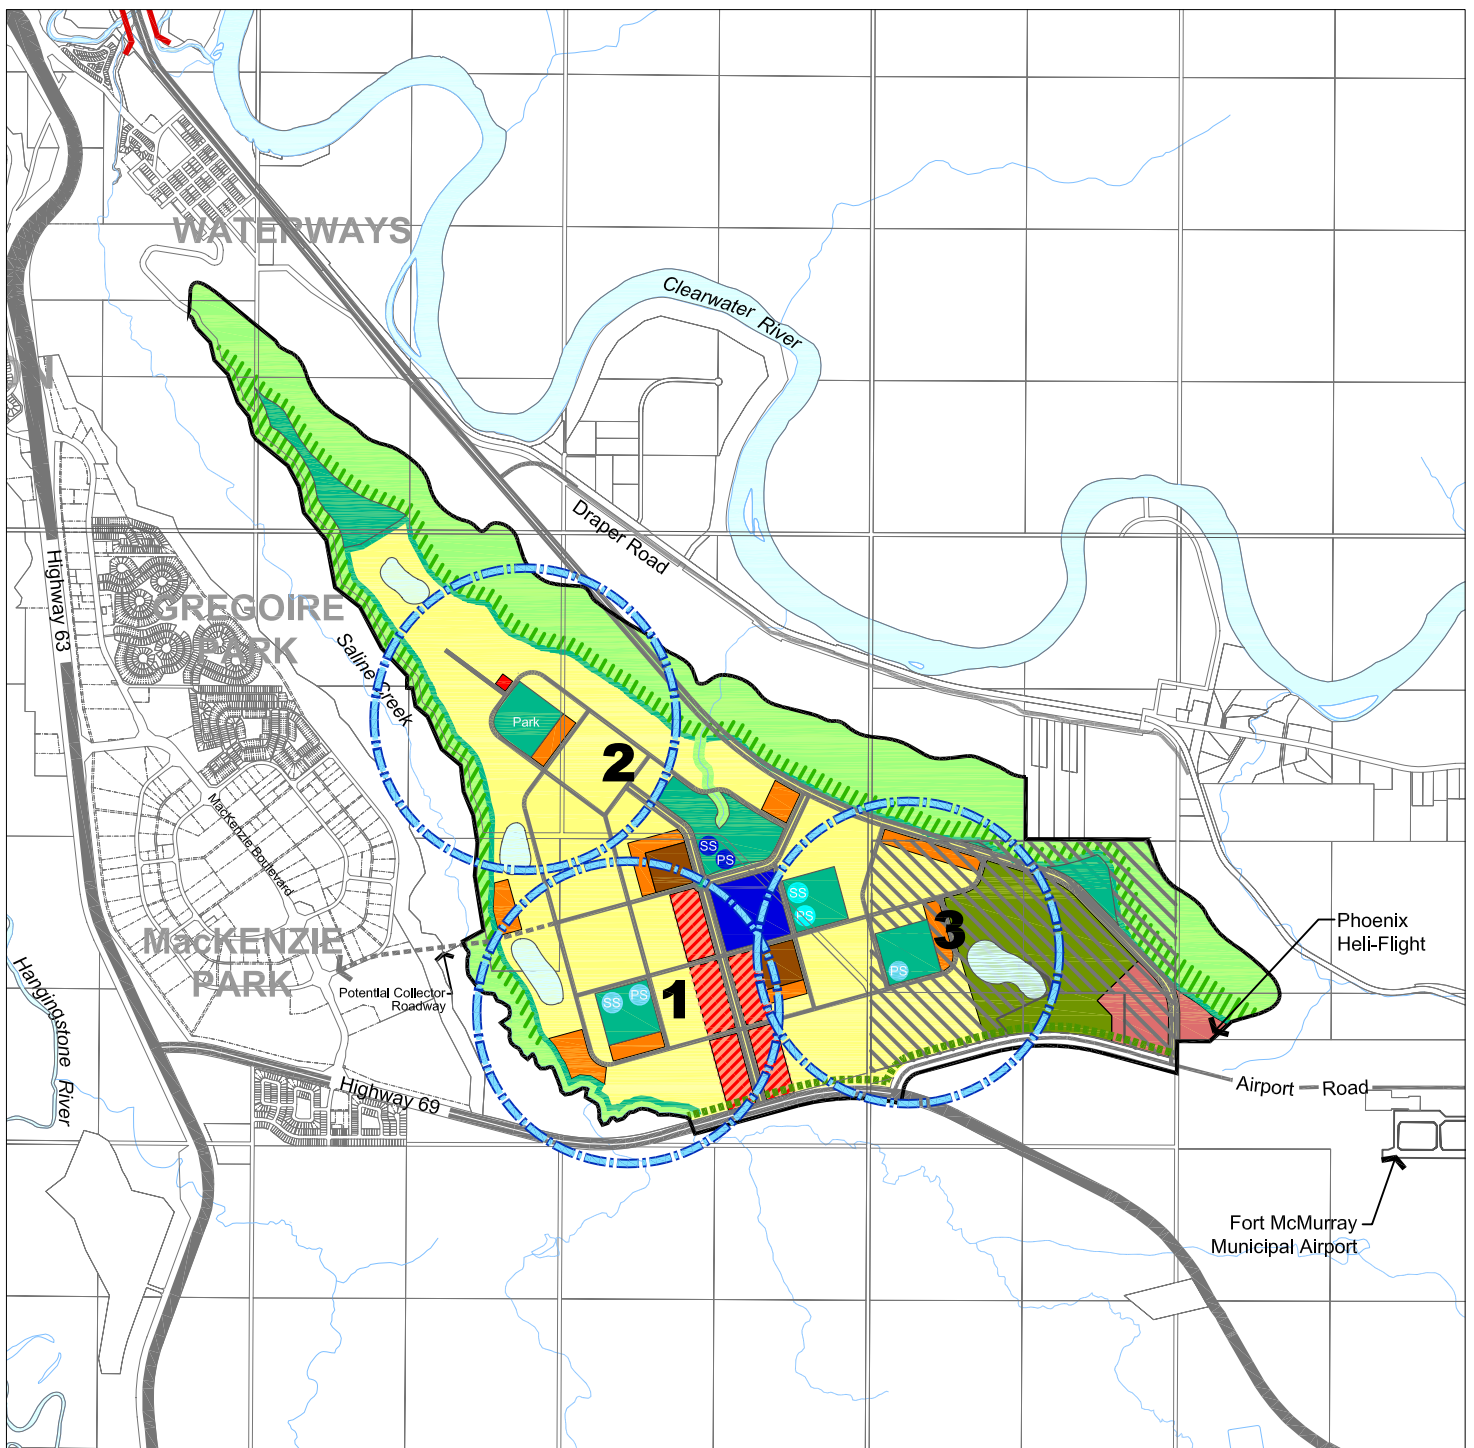 WATERWAYS
Clearwater River
ON
Draper Road
Highway 63
GREGOIRE
PARK
Saline Creek
Park
2
MacKenzie Boulevard
SS
PS
SS
PS
3
Phoenix
Heli-Flight
MacKENZIE
PARK
PS
Potential Collector
Roadway
SS
PS
1
Hangingstone River
Highway 69
Airport Road
Fort McMurray
Municipal Airport